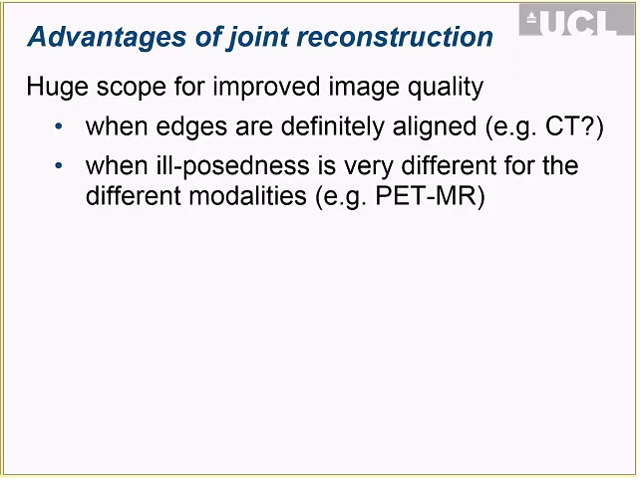 UCL
Advantages of joint reconstruction
Huge scope for improved image quality
• when edges are definitely aligned (e.g. CT?)
• when ill-posedness is very different for the
different modalities (e.g. PET-MR)